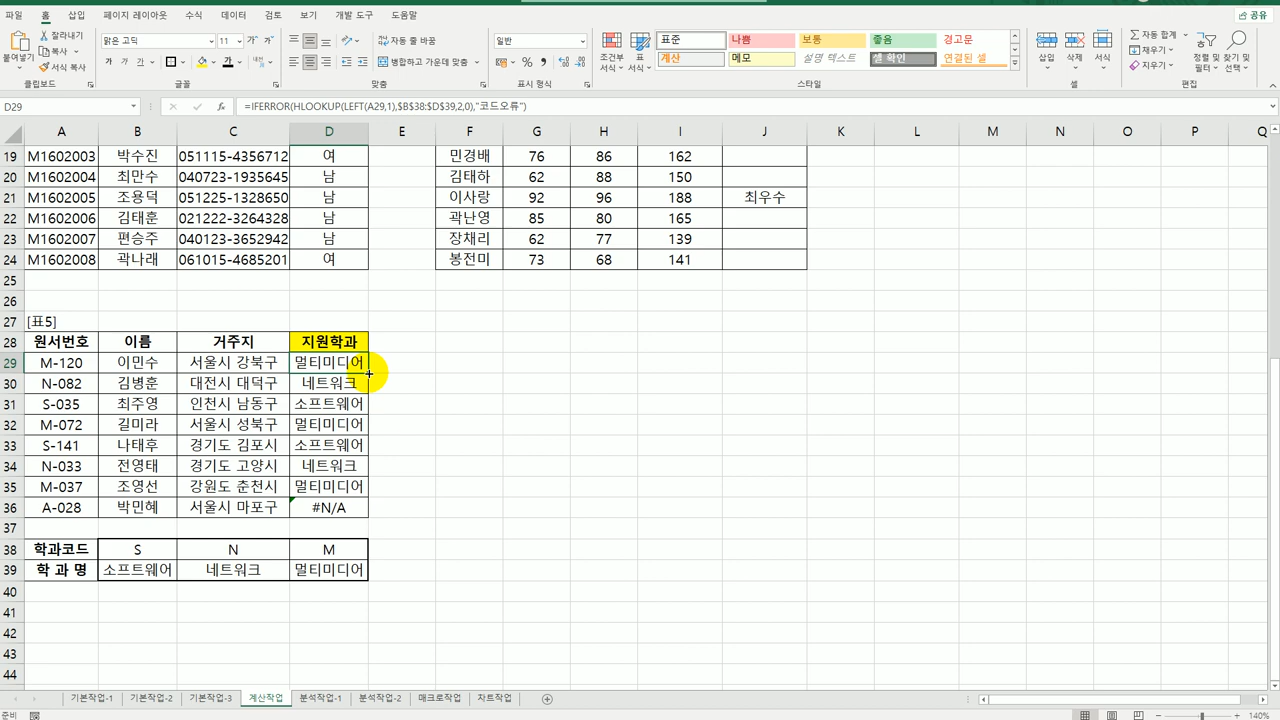 파일 홈 삽입 페이지 레이아웃 수식 데이터 검토 보기 개발 도구 도움말 공유
붙여넣기 잘라내기 복사 서식 복사
맑은 고딕 11
가 가 가 가 가
자동 줄 바꿈
병합하고 가운데 맞춤
일반
조건부 서식 표 서식
표준 나쁨 보통 좋음 경고문
계산 메모 설명 텍스트 셀 확인 연결된 셀
삽입 삭제 서식
자동 합계 채우기 지우기
정렬 및 필터 찾기 및 선택
클립보드 글꼴 맞춤 표시 형식 스타일 셀 편집
D29 fx =IFERROR(HLOOKUP(LEFT(A29,1),$B$38:$D$39,2,0),"코드오류")
A B C D E F G H I J K L M N O P Q
19 M1602003 박수진 051115-4356712 여 민경배 76 86 162
20 M1602004 최만수 040723-1935645 남 김태하 62 88 150
21 M1602005 조용덕 051225-1328650 남 이사랑 92 96 188 최우수
22 M1602006 김태훈 021222-3264328 남 곽난영 85 80 165
23 M1602007 편승주 040123-3652942 남 장채리 62 77 139
24 M1602008 곽나래 061015-4685201 여 봉전미 73 68 141
25
26
27 [표5]
28 원서번호 이름 거주지 지원학과
29 M-120 이민수 서울시 강북구 멀티미디어
30 N-082 김병훈 대전시 대덕구 네트워크
31 S-035 최주영 인천시 남동구 소프트웨어
32 M-072 길미라 서울시 성북구 멀티미디어
33 S-141 나태후 경기도 김포시 소프트웨어
34 N-033 전영태 경기도 고양시 네트워크
35 M-037 조영선 강원도 춘천시 멀티미디어
36 A-028 박민혜 서울시 마포구 #N/A
37
38 학과코드 S N M
39 학 과 명 소프트웨어 네트워크 멀티미디어
40
41
42
43
44
기본작업-1 기본작업-2 기본작업-3 계산작업 분석작업-1 분석작업-2 매크로작업 차트작업
준비 140%